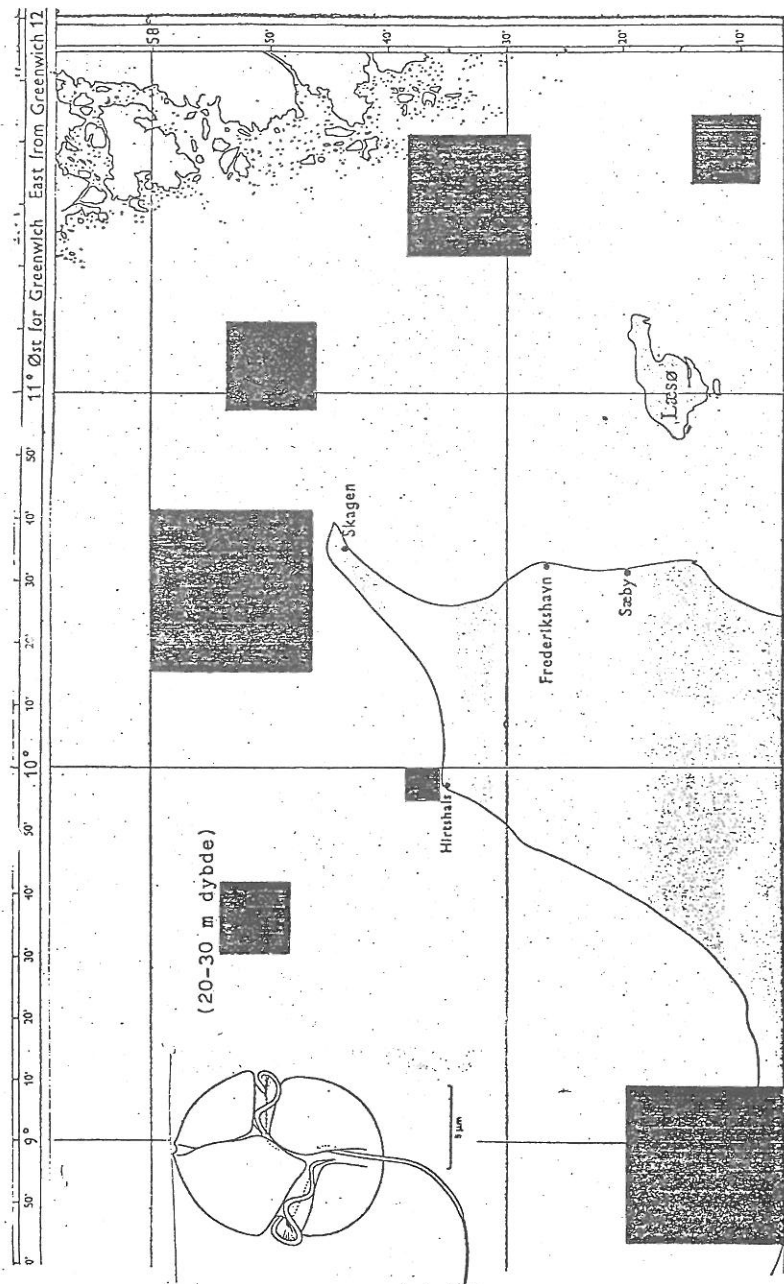 50' 9° 10' 20' 30' 40' 50' 10° 10' 20' 30' 40' 50' 11° Øst for Greenwich East from Greenwich 12
58
(20-30 m dybde)
50'
40'
Skagen
5 µm
Hirtshals
30'
Frederikshavn
20'
Sæby
Læsø
10'